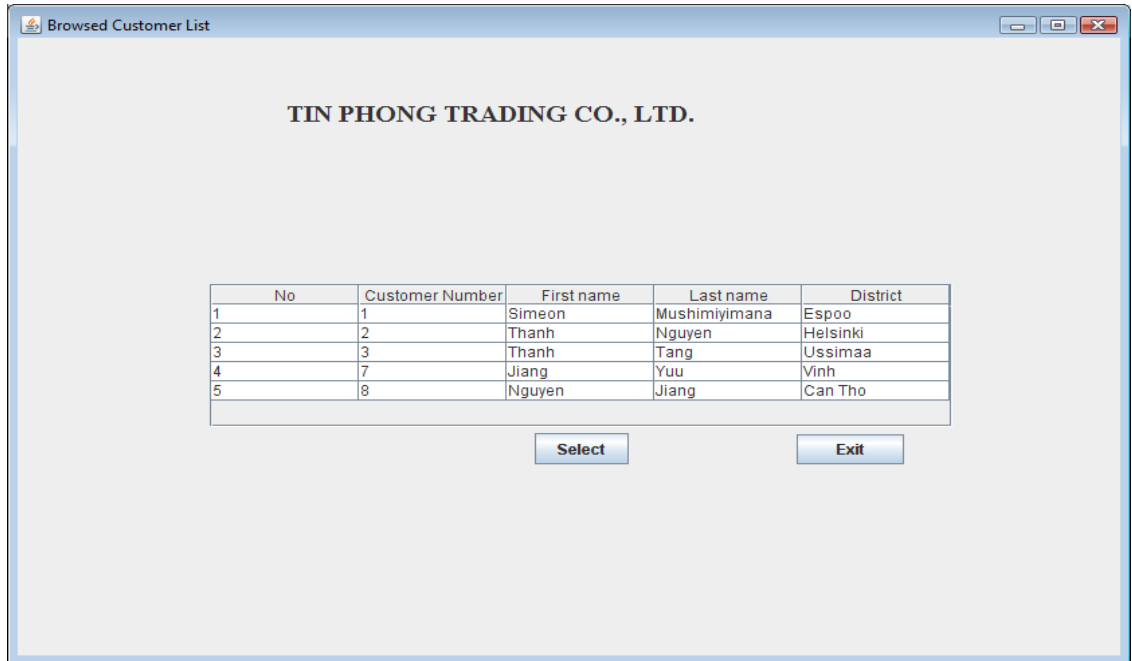 Browsed Customer List
TIN PHONG TRADING CO., LTD.
No Customer Number First name Last name District
1 1 Simeon Mushimiyimana Espoo
2 2 Thanh Nguyen Helsinki
3 3 Thanh Tang Ussimaa
4 7 Jiang Yuu Vinh
5 8 Nguyen Jiang Can Tho
Select Exit